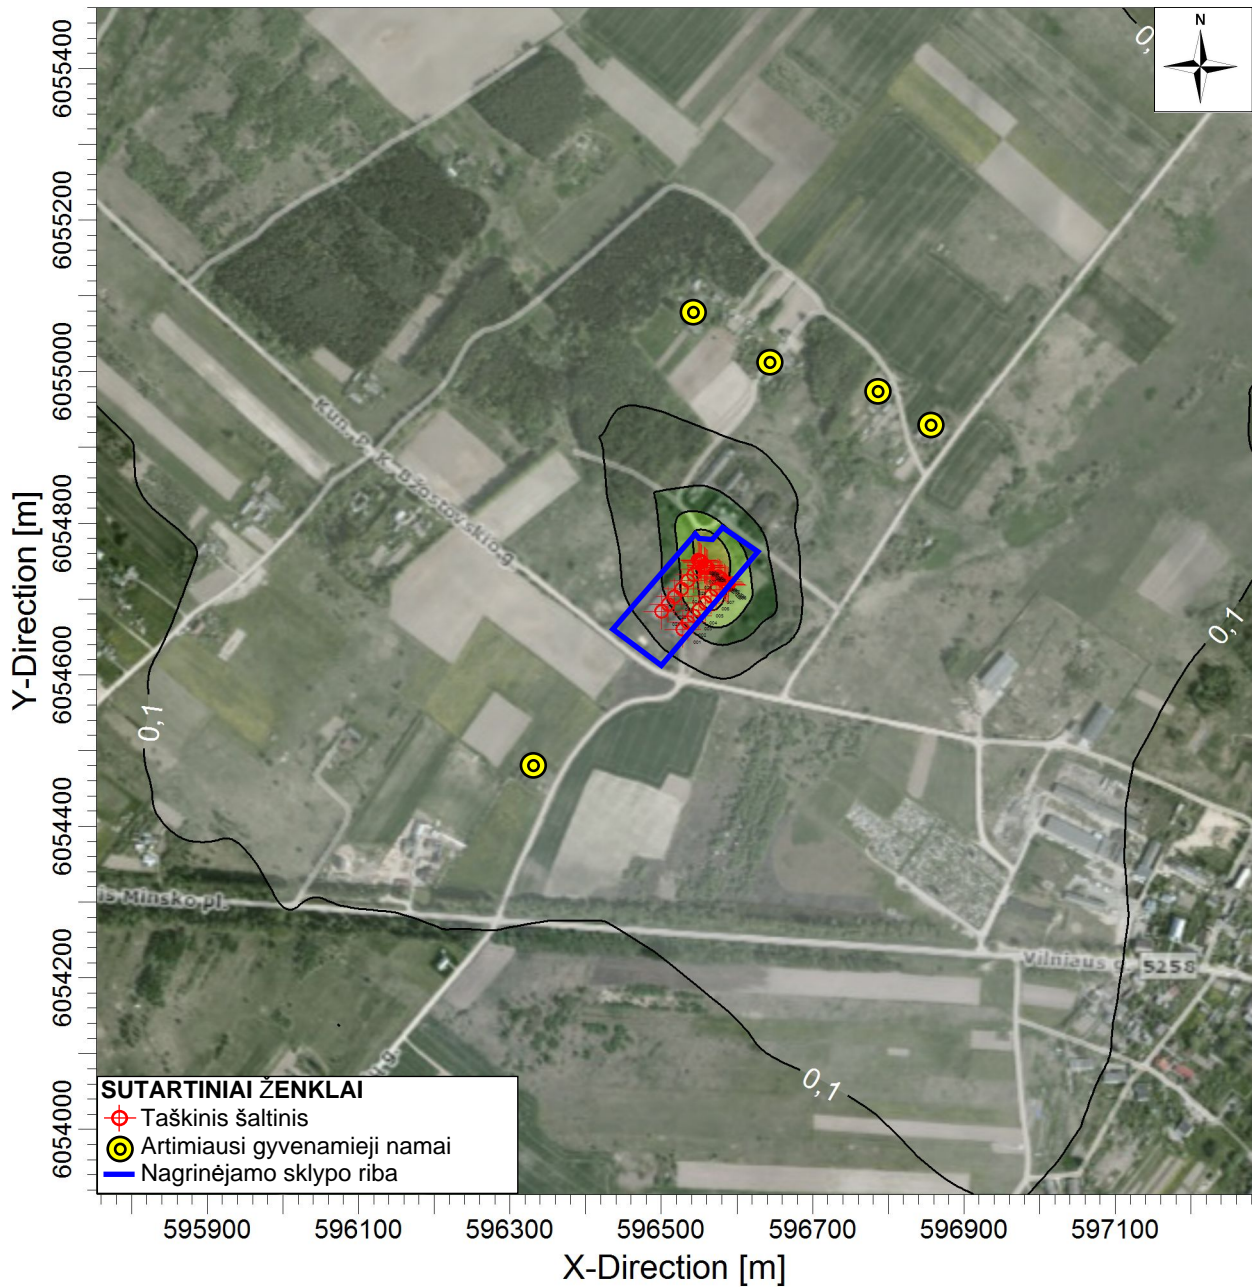 0,
N
6055400
6055200
6055000
6054800
6054600
6054400
6054200
6054000
Y-Direction [m]
Kun. P. K. Bžostovskio g.
0,1
0,1
is Minsko pl.
Vilniaus g
5258
0,1
g.
SUTARTINIAI ŽENKLAI
Taškinis šaltinis
Artimiausi gyvenamieji namai
Nagrinėjamo sklypo riba
595900
596100
596300
596500
596700
596900
597100
X-Direction [m]